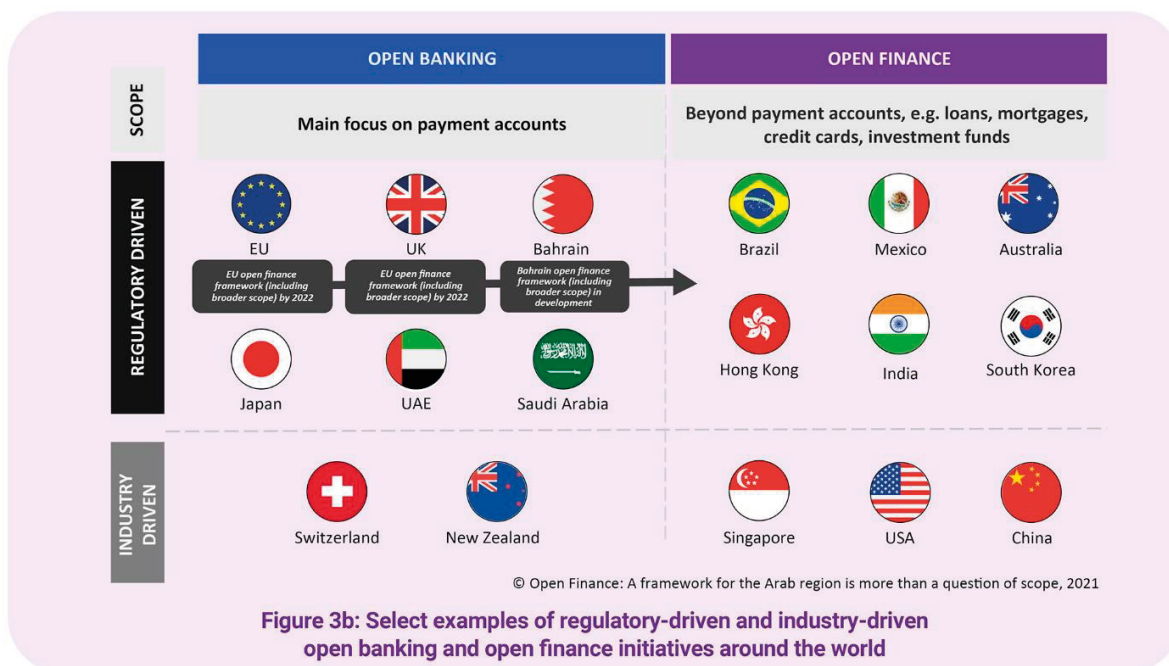 OPEN BANKING
OPEN FINANCE
SCOPE
Main focus on payment accounts
Beyond payment accounts, e.g. loans, mortgages,
credit cards, investment funds
REGULATORY DRIVEN
EU
UK
Bahrain
Brazil
Mexico
Australia
EU open finance
framework (including
broader scope) by 2022
EU open finance
framework (including
broader scope) by 2022
Bahrain open finance
framework (including
broader scope) in
development
Japan
UAE
Saudi Arabia
Hong Kong
India
South Korea
INDUSTRY
DRIVEN
Switzerland
New Zealand
Singapore
USA
China
© Open Finance: A framework for the Arab region is more than a question of scope, 2021
Figure 3b: Select examples of regulatory-driven and industry-driven
open banking and open finance initiatives around the world